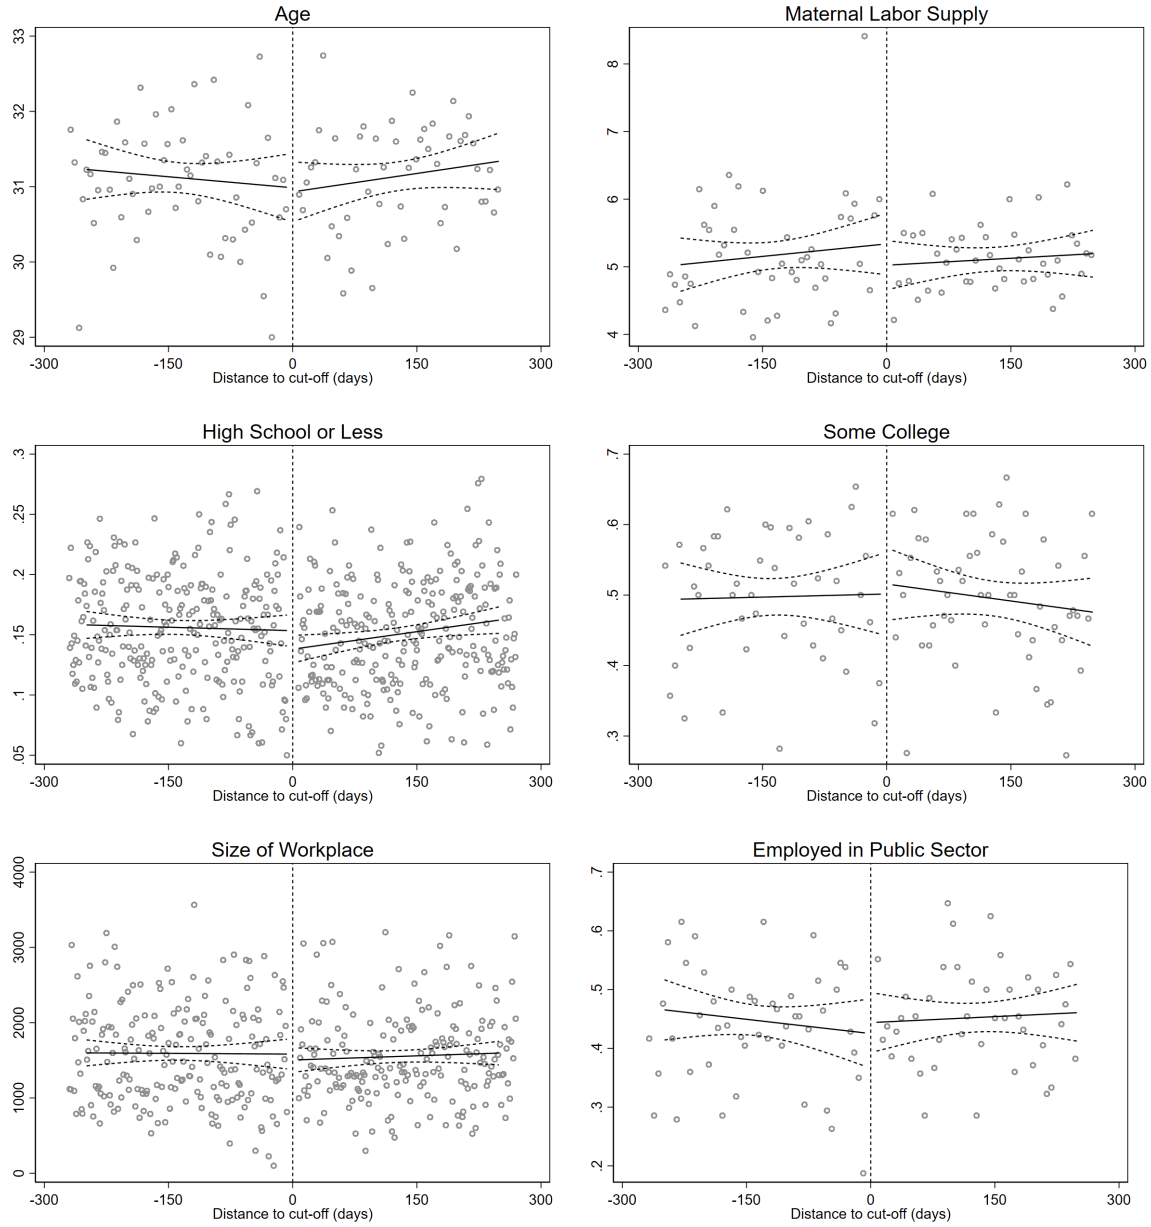 Age
33
32
31
30
29
-300 -150 0 150 300
Distance to cut-off (days)
Maternal Labor Supply
8
7
6
5
4
-300 -150 0 150 300
Distance to cut-off (days)
High School or Less
.3
.25
.2
.15
.1
.05
-300 -150 0 150 300
Distance to cut-off (days)
Some College
.7
.6
.5
.4
.3
-300 -150 0 150 300
Distance to cut-off (days)
Size of Workplace
4000
3000
2000
1000
0
-300 -150 0 150 300
Distance to cut-off (days)
Employed in Public Sector
.7
.6
.5
.4
.3
.2
-300 -150 0 150 300
Distance to cut-off (days)